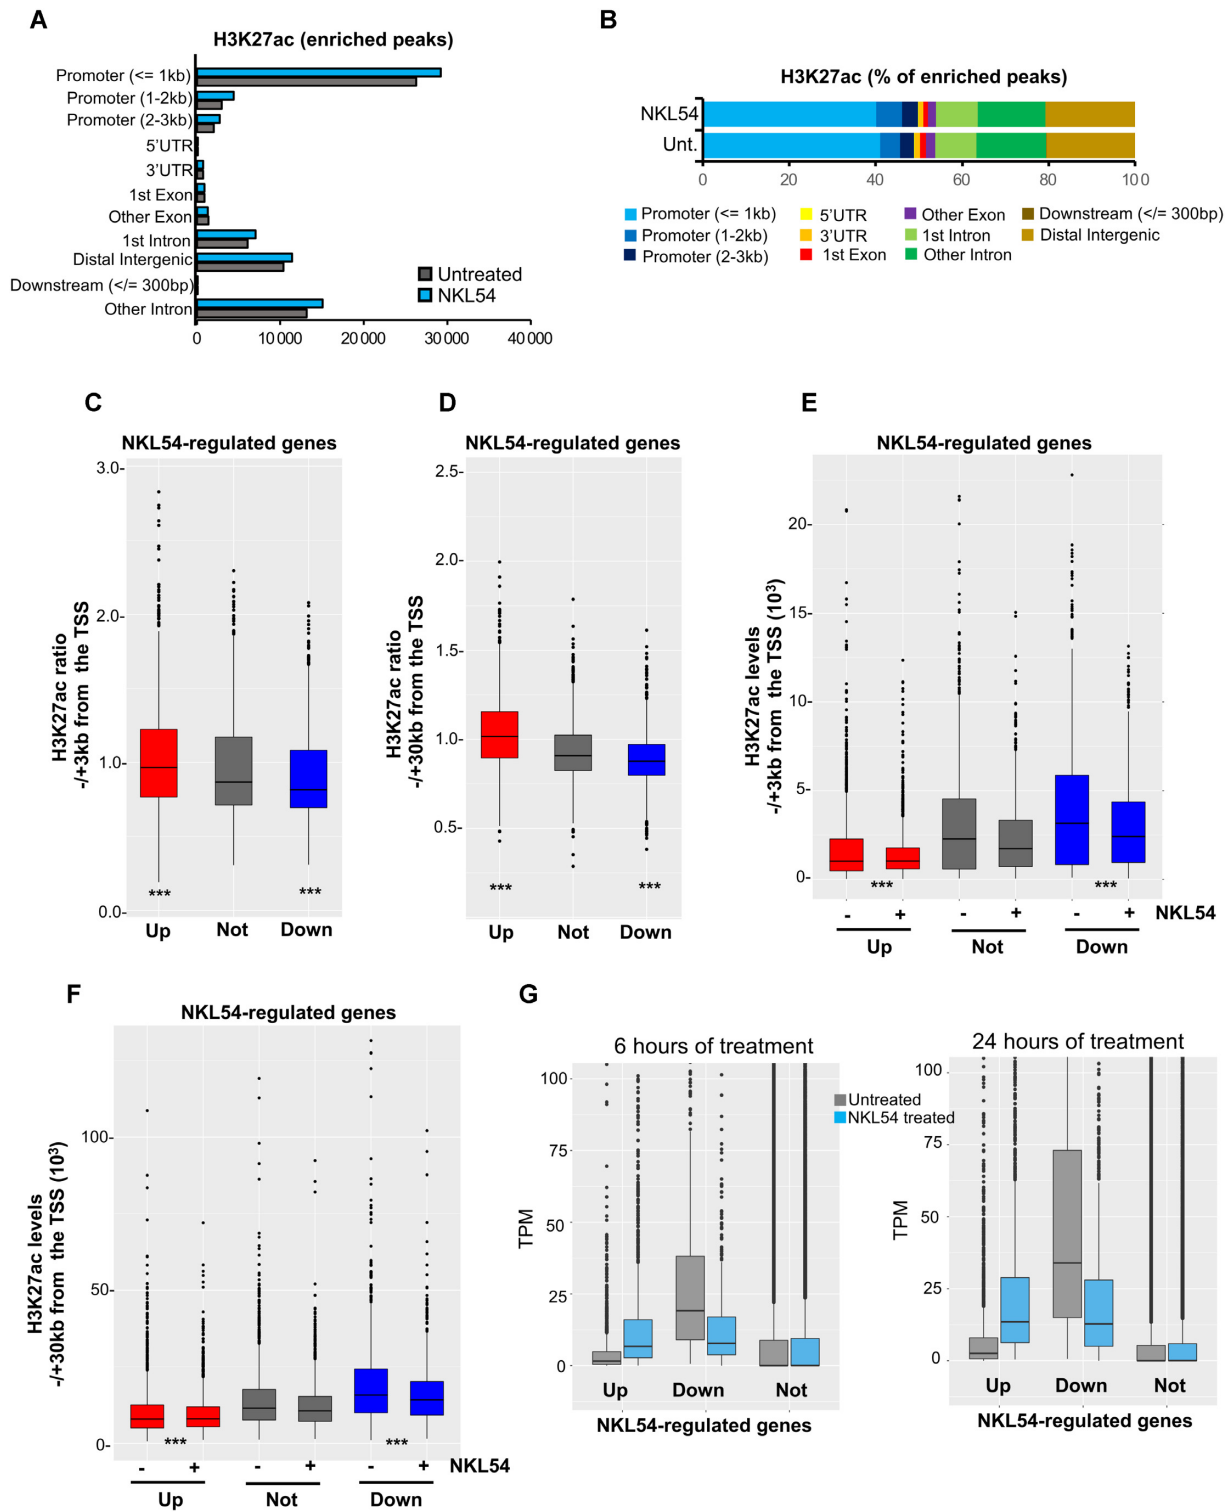 A
H3K27ac (enriched peaks)
Promoter (<= 1kb)
Promoter (1-2kb)
Promoter (2-3kb)
5'UTR
3'UTR
1st Exon
Other Exon
1st Intron
Distal Intergenic
Downstream (</= 300bp)
Other Intron
Untreated
NKL54
0 10000 20000 30000 40000
B
H3K27ac (% of enriched peaks)
NKL54
Unt.
0 20 40 60 80 100
Promoter (<= 1kb) 5'UTR Other Exon Downstream (</= 300bp)
Promoter (1-2kb) 3'UTR 1st Intron Distal Intergenic
Promoter (2-3kb) 1st Exon Other Intron
C
NKL54-regulated genes
H3K27ac ratio
-/+3kb from the TSS
3.0-
2.0-
1.0-
0.0-
*** ***
Up Not Down
D
NKL54-regulated genes
H3K27ac ratio
-/+30kb from the TSS
2.5-
2.0-
1.5-
1.0-
0.5-
*** ***
Up Not Down
E
NKL54-regulated genes
H3K27ac levels
-/+3kb from the TSS (10³)
20-
15-
10-
5-
0-
*** ***
- + - + - + NKL54
Up Not Down
F
NKL54-regulated genes
H3K27ac levels
-/+30kb from the TSS (10³)
100-
50-
0-
*** ***
- + - + - + NKL54
Up Not Down
G
6 hours of treatment
TPM
100
75
50
25
0
Up Down Not
NKL54-regulated genes
Untreated
NKL54 treated
24 hours of treatment
TPM
100
75
50
25
0
Up Down Not
NKL54-regulated genes